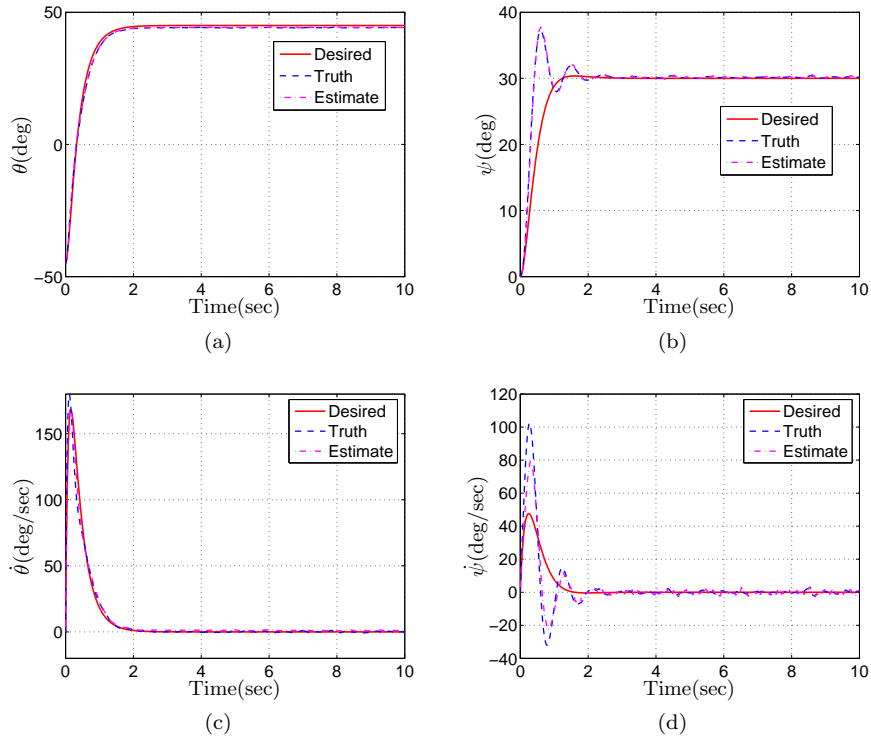 50
0
−50
θ(deg)
Desired
Truth
Estimate
0 2 4 6 8 10
Time(sec)
(a)
40
30
20
10
0
ψ(deg)
Desired
Truth
Estimate
0 2 4 6 8 10
Time(sec)
(b)
150
100
50
0
θ̇(deg/sec)
Desired
Truth
Estimate
0 2 4 6 8 10
Time(sec)
(c)
120
100
80
60
40
20
0
−20
−40
ψ̇(deg/sec)
Desired
Truth
Estimate
0 2 4 6 8 10
Time(sec)
(d)